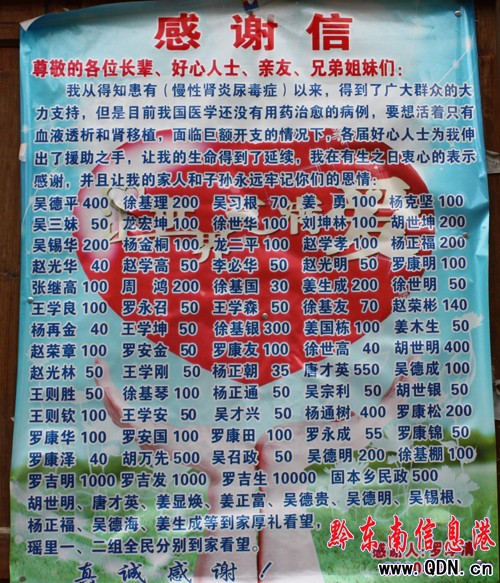 感谢信
尊敬的各位长辈、好心人士、亲友、兄弟姐妹们：
我从得知患有（慢性肾炎尿毒症）以来，得到了广大群众的大
力支持，但是目前我国医学还没有用药治愈的病例，要想活着只有
血液透析和肾移植，面临巨额开支的情况下，各届好心人士为我伸
出了援助之手，让我的生命得到了延续，我在有生之日衷心的表示
感谢，并且让我的家人和子孙永远牢记你们的恩情：
吴德平 400 徐基理 200 吴习根 70 姜勇 100 杨克坚 100
吴三妹 50 龙宏坤 100 徐世华 100 刘坤林 100 胡世坤 200
吴锡华 200 杨金桐 100 龙二平 100 赵学孝 100 杨正福 200
赵光华 40 赵学高 50 李必华 50 赵光明 50 罗康明 100
张继高 100 周鸿 200 徐基国 30 姜生成 200 徐世明 50
王学良 100 罗永召 50 王学森 50 徐基友 70 赵荣彬 140
杨再金 40 王学坤 50 徐基银 300 姜国栋 100 姜木生 50
赵荣章 100 罗安金 50 罗康友 100 徐世高 40 胡世明 400
赵光林 50 王学刚 50 杨正朝 35 唐才英 550 吴德成 100
王则胜 50 徐基琴 100 杨正通 50 吴宗利 50 胡世银 50
王则钦 100 王学安 50 吴才兴 50 杨通树 400 罗康松 200
罗康华 100 罗安国 100 罗康田 100 罗永成 55 罗康锦 50
罗康泽 40 胡万先 500 吴召政 50 吴德明 200 徐基棚 100
罗吉明 1000 罗吉发 1000 罗吉生 10000 固本乡民政 500
胡世明、唐才英、姜显焕、姜正富、吴德贵、吴德明、吴锡根、
杨正福、吴德海、姜生成等到家厚礼看望，
瑶里一、二组全民分别到家看望。
感谢人：罗
真诚感谢！
黔东南信息港
www.QDN.cn